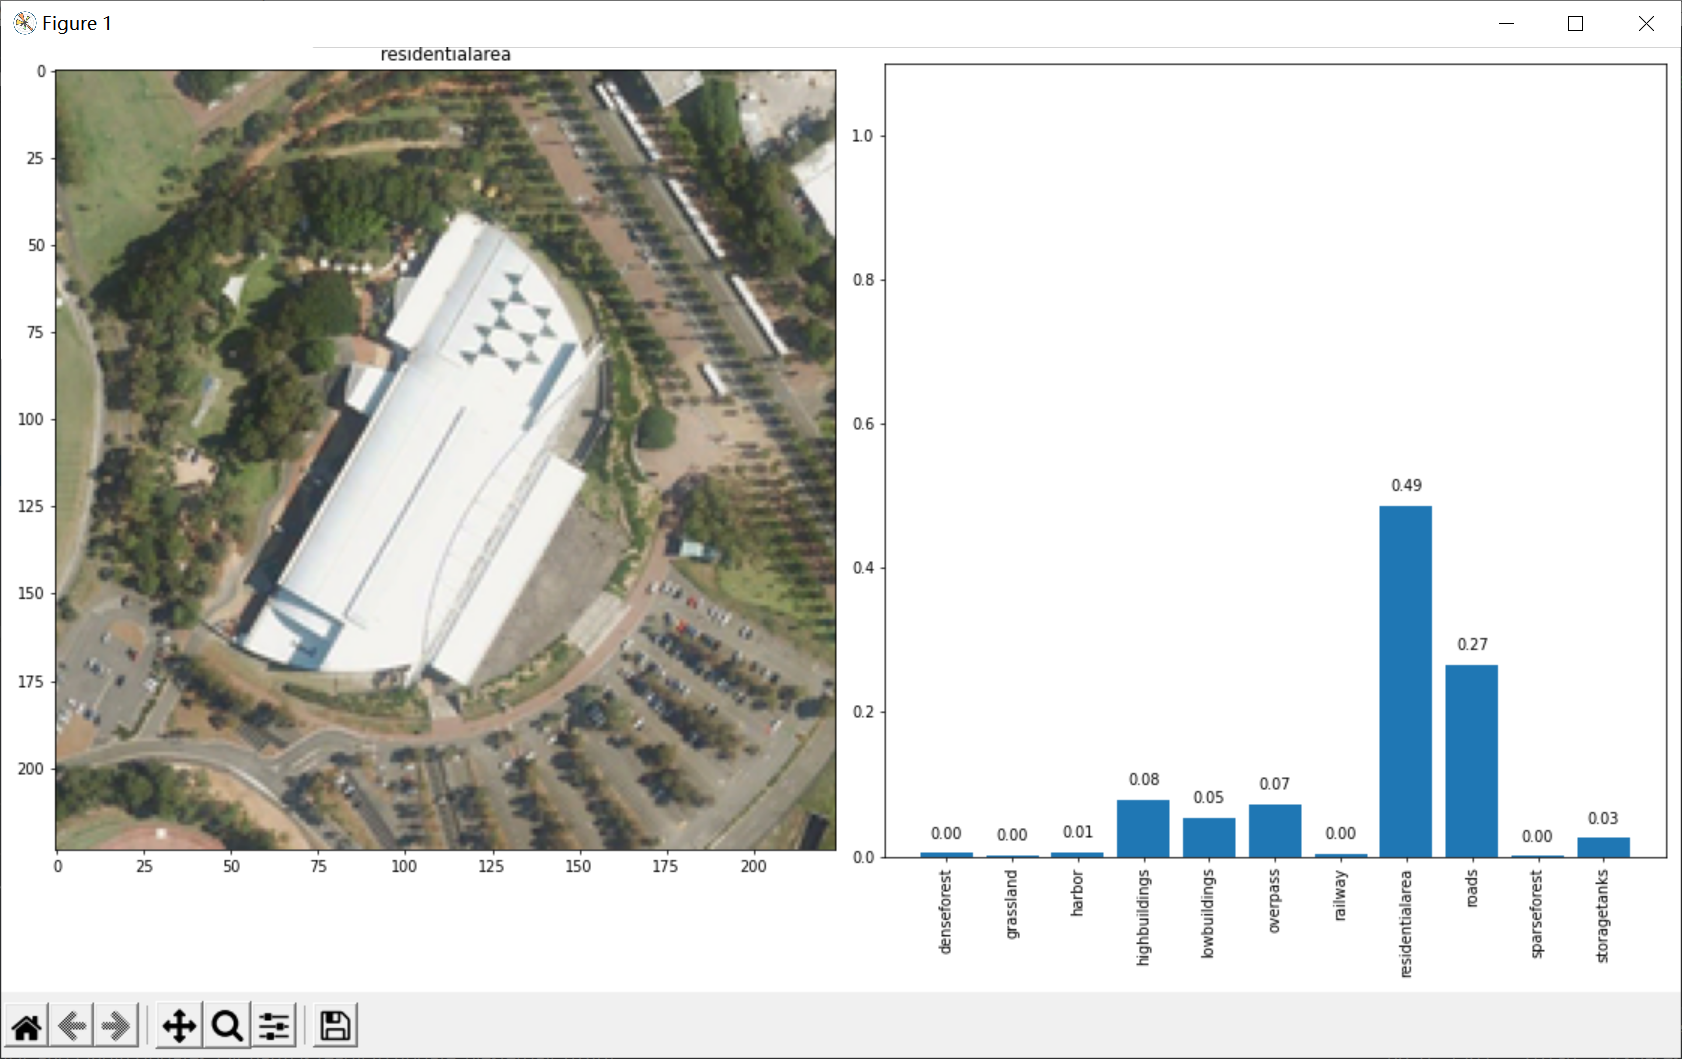 Figure 1
residentialarea
0
25
50
75
100
125
150
175
200
0 25 50 75 100 125 150 175 200
1.0
0.8
0.6
0.4
0.2
0.0
0.00 0.00 0.01 0.08 0.05 0.07 0.00 0.49 0.27 0.00 0.03
denseforest
grassland
harbor
highbuildings
lowbuildings
overpass
railway
residentialarea
roads
sparseforest
storagetanks